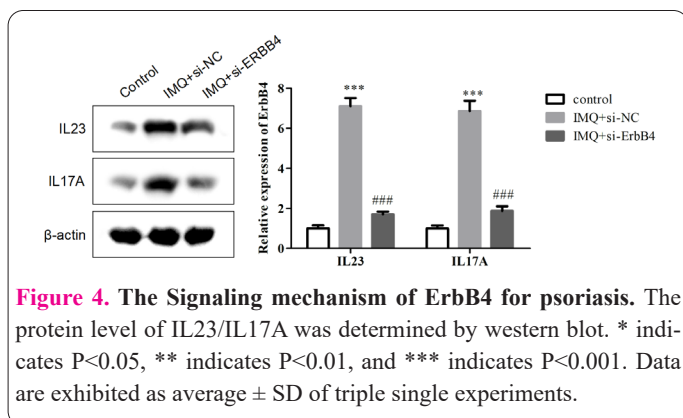 Control
IMQ+si-NC
IMQ+si-ERBB4
IL23
IL17A
β-actin
Relative expression of ErbB4
8
6
4
2
0
***
###
***
###
IL23
IL17A
control
IMQ+si-NC
IMQ+si-ErbB4
Figure 4. The Signaling mechanism of ErbB4 for psoriasis. The
protein level of IL23/IL17A was determined by western blot. * indi-
cates P<0.05, ** indicates P<0.01, and *** indicates P<0.001. Data
are exhibited as average ± SD of triple single experiments.